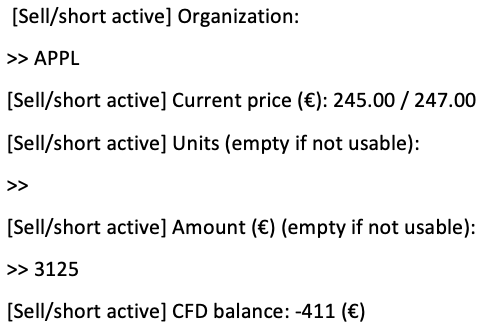 [Sell/short active] Organization:
>> APPL
[Sell/short active] Current price (€): 245.00 / 247.00
[Sell/short active] Units (empty if not usable):
>>
[Sell/short active] Amount (€) (empty if not usable):
>> 3125
[Sell/short active] CFD balance: -411 (€)